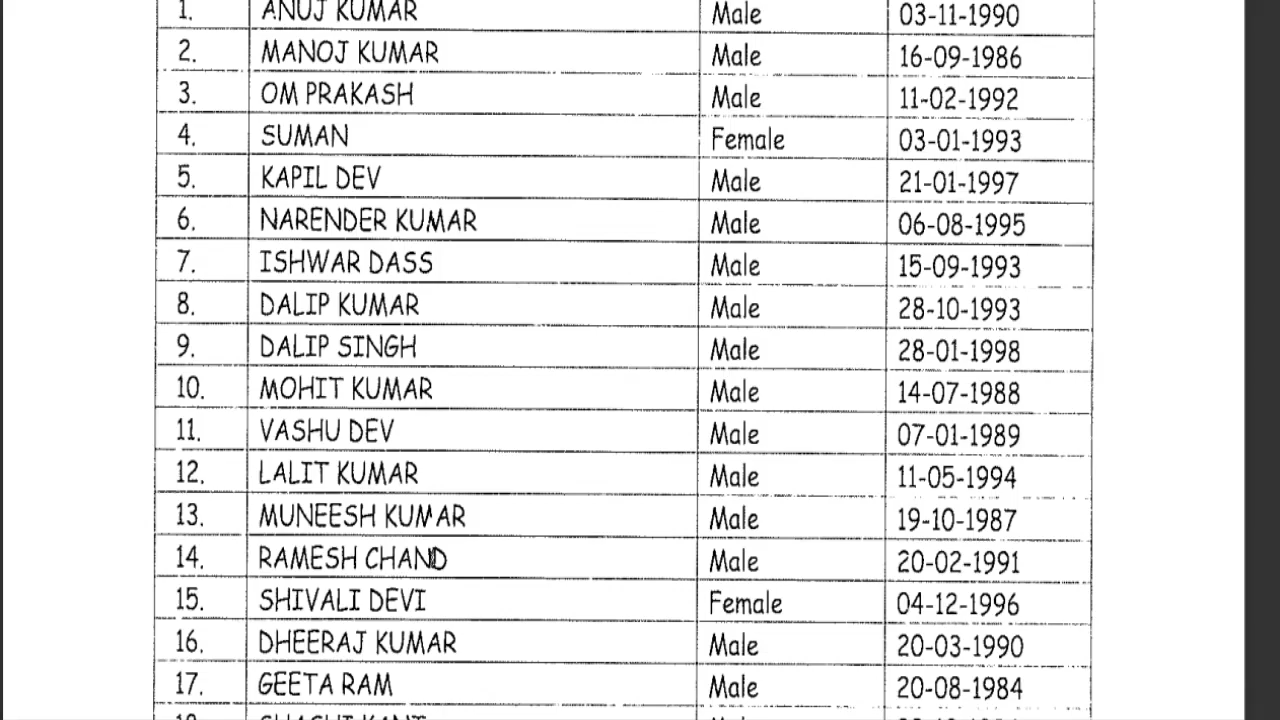 1. ANUJ KUMAR Male 03-11-1990
2. MANOJ KUMAR Male 16-09-1986
3. OM PRAKASH Male 11-02-1992
4. SUMAN Female 03-01-1993
5. KAPIL DEV Male 21-01-1997
6. NARENDER KUMAR Male 06-08-1995
7. ISHWAR DASS Male 15-09-1993
8. DALIP KUMAR Male 28-10-1993
9. DALIP SINGH Male 28-01-1998
10. MOHIT KUMAR Male 14-07-1988
11. VASHU DEV Male 07-01-1989
12. LALIT KUMAR Male 11-05-1994
13. MUNEESH KUMAR Male 19-10-1987
14. RAMESH CHAND Male 20-02-1991
15. SHIVALI DEVI Female 04-12-1996
16. DHEERAJ KUMAR Male 20-03-1990
17. GEETA RAM Male 20-08-1984